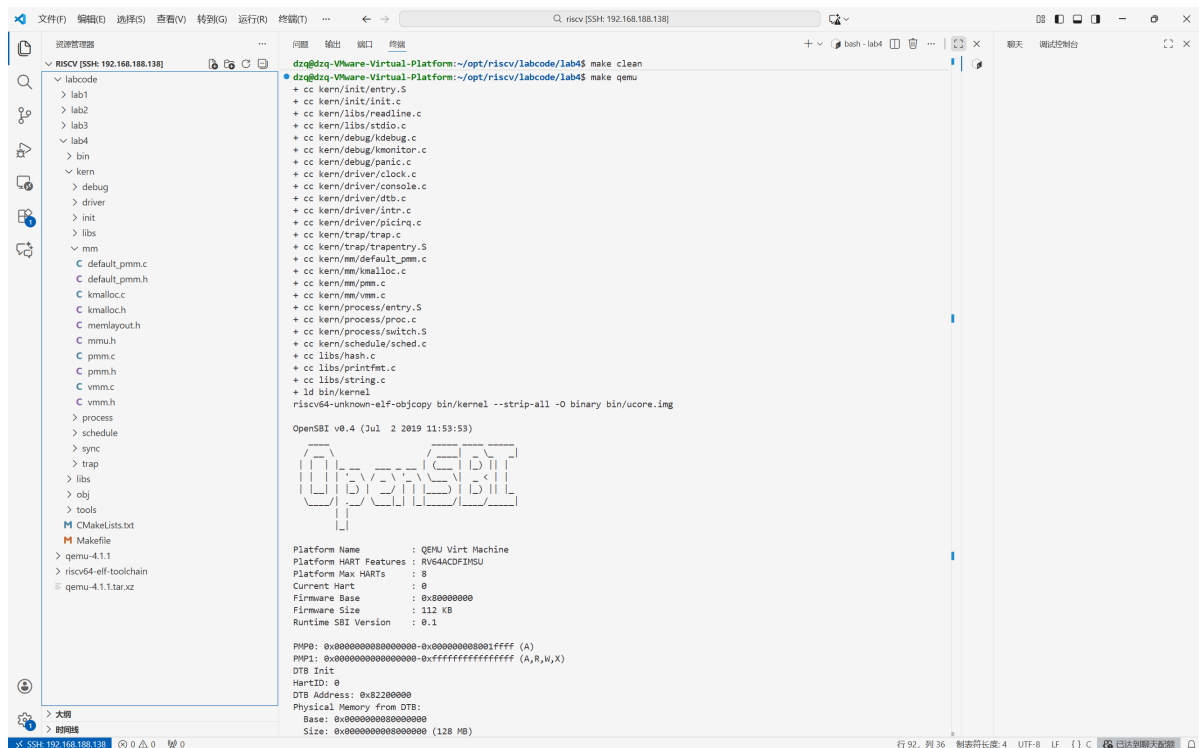 文件(F) 编辑(E) 选择(S) 查看(V) 转到(G) 运行(R) 终端(T) ··· riscv [SSH: 192.168.188.138]
资源管理器 ···
RISCV [SSH: 192.168.188.138]
labcode
lab1
lab2
lab3
lab4
bin
kern
debug
driver
init
libs
mm
C default_pmm.c
C default_pmm.h
C kmalloc.c
C kmalloc.h
C memlayout.h
C mmu.h
C pmm.c
C pmm.h
C vmm.c
C vmm.h
process
schedule
sync
trap
libs
obj
tools
M CMakeLists.txt
M Makefile
qemu-4.1.1
riscv64-elf-toolchain
qemu-4.1.1.tar.xz
大纲
时间线
1
1
问题 输出 端口 终端 bash - lab4 ···
聊天 调试控制台
dzq@dzq-VMware-Virtual-Platform:~/opt/riscv/labcode/lab4$ make clean
dzq@dzq-VMware-Virtual-Platform:~/opt/riscv/labcode/lab4$ make qemu
+ cc kern/init/entry.S
+ cc kern/init/init.c
+ cc kern/libs/readline.c
+ cc kern/libs/stdio.c
+ cc kern/debug/kdebug.c
+ cc kern/debug/kmonitor.c
+ cc kern/debug/panic.c
+ cc kern/driver/clock.c
+ cc kern/driver/console.c
+ cc kern/driver/dtb.c
+ cc kern/driver/intr.c
+ cc kern/driver/picirq.c
+ cc kern/trap/trap.c
+ cc kern/trap/trapentry.S
+ cc kern/mm/default_pmm.c
+ cc kern/mm/kmalloc.c
+ cc kern/mm/pmm.c
+ cc kern/mm/vmm.c
+ cc kern/process/entry.S
+ cc kern/process/proc.c
+ cc kern/process/switch.S
+ cc kern/schedule/sched.c
+ cc libs/hash.c
+ cc libs/printfmt.c
+ cc libs/string.c
+ ld bin/kernel
riscv64-unknown-elf-objcopy bin/kernel --strip-all -O binary bin/ucore.img
OpenSBI v0.4 (Jul  2 2019 11:53:53)
OpenSBI
Platform Name          : QEMU Virt Machine
Platform HART Features : RV64ACDFIMSU
Platform Max HARTs     : 8
Current Hart           : 0
Firmware Base          : 0x80000000
Firmware Size          : 112 KB
Runtime SBI Version    : 0.1
PMP0: 0x0000000080000000-0x000000008001ffff (A)
PMP1: 0x0000000000000000-0xffffffffffffffff (A,R,W,X)
DTB Init
HartID: 0
DTB Address: 0x82200000
Physical Memory from DTB:
Base: 0x0000000080000000
Size: 0x0000000008000000 (128 MB)
SSH: 192.168.188.138 0 0 0 行 92，列 36 制表符长度: 4 UTF-8 LF { } C 已达到聊天配额